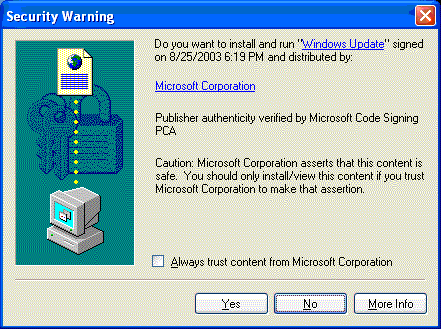 Security Warning
Do you want to install and run "Windows Update" signed
on 8/25/2003 6:19 PM and distributed by:
Microsoft Corporation
Publisher authenticity verified by Microsoft Code Signing
PCA
Caution: Microsoft Corporation asserts that this content is
safe. You should only install/view this content if you trust
Microsoft Corporation to make that assertion.
Always trust content from Microsoft Corporation
Yes No More Info